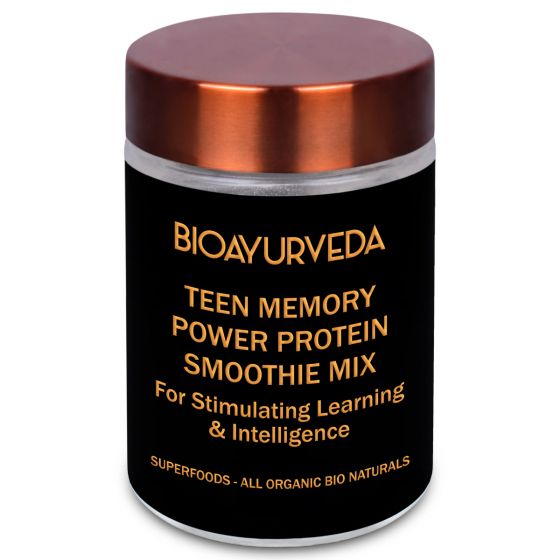 BIOAYURVEDA
TEEN MEMORY
POWER PROTEIN
SMOOTHIE MIX
For Stimulating Learning
& Intelligence
SUPERFOODS - ALL ORGANIC BIO NATURALS